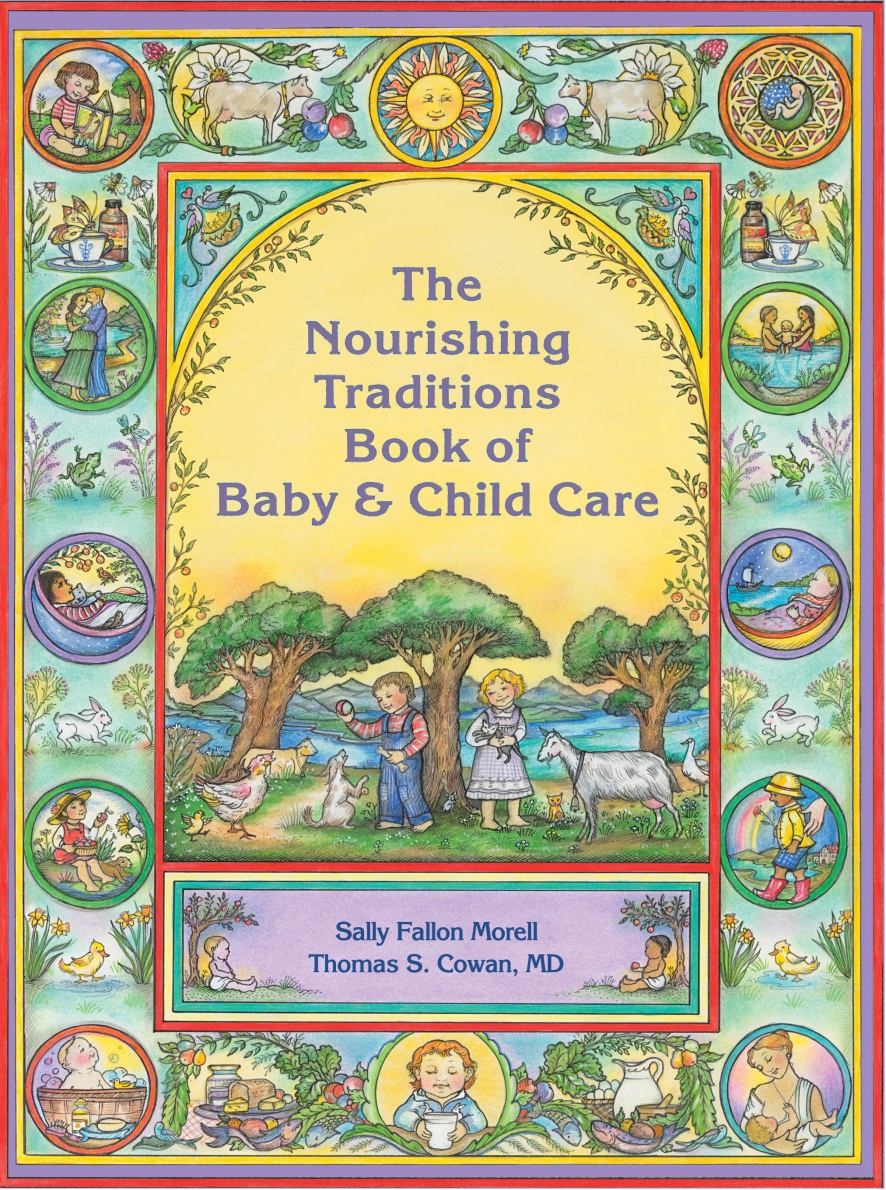 The
Nourishing
Traditions
Book of
Baby & Child Care
Sally Fallon Morell
Thomas S. Cowan, MD